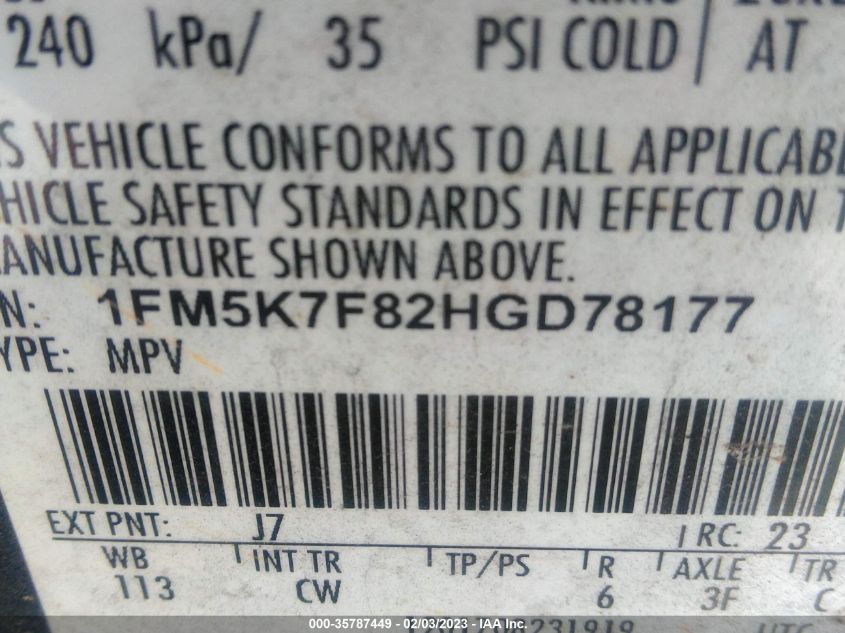 240 kPa/ 35 PSI COLD AT
S VEHICLE CONFORMS TO ALL APPLICABL
HICLE SAFETY STANDARDS IN EFFECT ON T
ANUFACTURE SHOWN ABOVE.
N: 1FM5K7F82HGD78177
YPE: MPV
EXT PNT: J7 RC: 23
WB INT TR TP/PS R AXLE TR
113 CW 6 3F C
000-35787449 - 02/03/2023 - © IAA Inc.